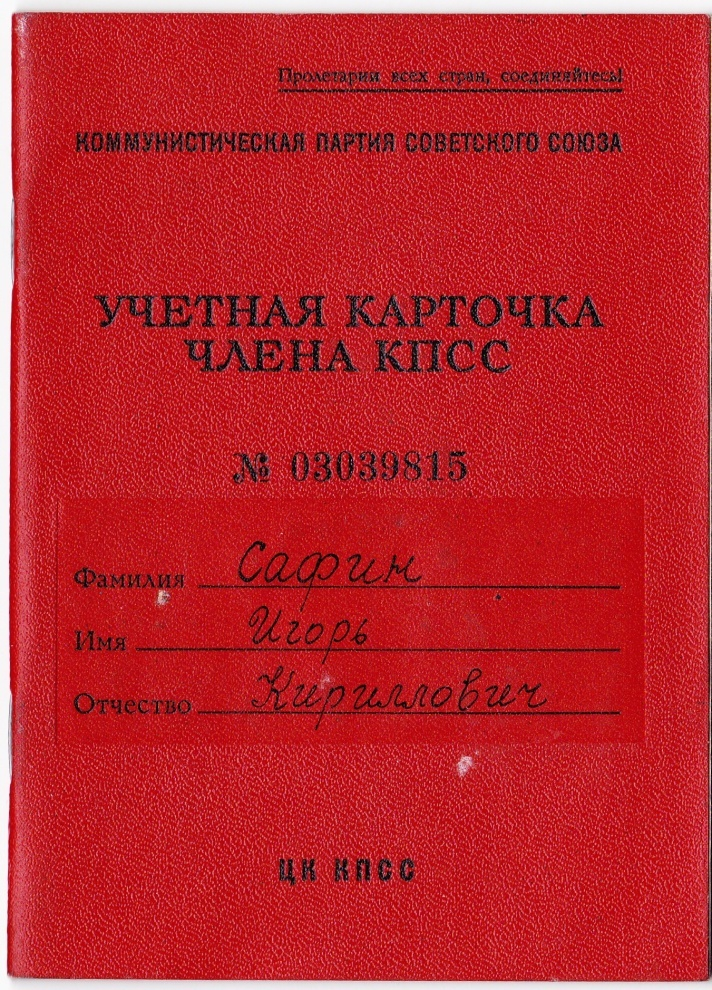 Пролетарии всех стран, соединяйтесь!
КОММУНИСТИЧЕСКАЯ ПАРТИЯ СОВЕТСКОГО СОЮЗА
УЧЕТНАЯ КАРТОЧКА
ЧЛЕНА КПСС
№ 03039815
Фамилия Сафин
Имя Игорь
Отчество Кириллович
ЦК КПСС